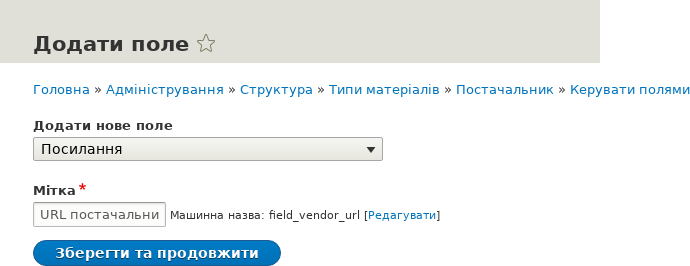 Додати поле
Головна » Адміністрування » Структура » Типи матеріалів » Постачальник » Керувати полями
Додати нове поле
Посилання
Мітка *
URL постачальни Машинна назва: field_vendor_url [Редагувати]
Зберегти та продовжити